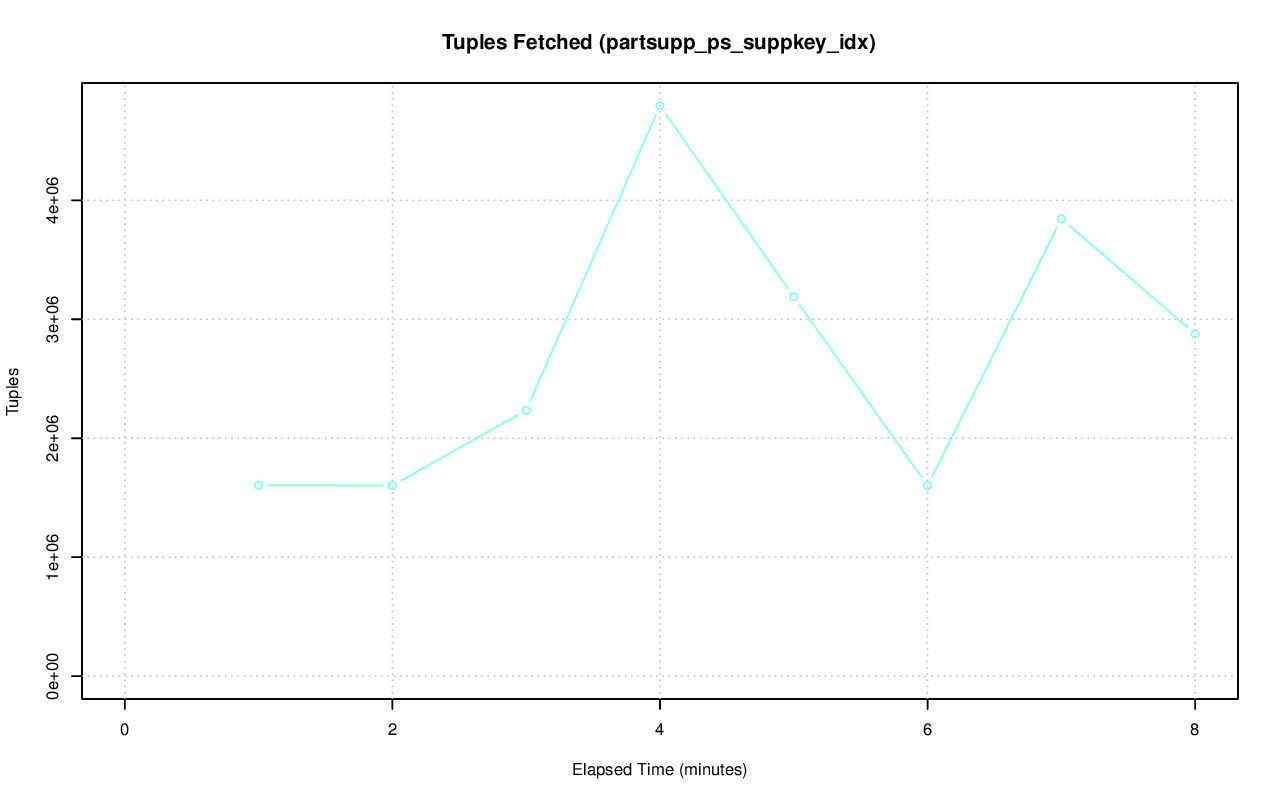 Tuples Fetched (partsupp_ps_suppkey_idx)
4e+06
3e+06
2e+06
1e+06
0e+00
Tuples
0 2 4 6 8
Elapsed Time (minutes)